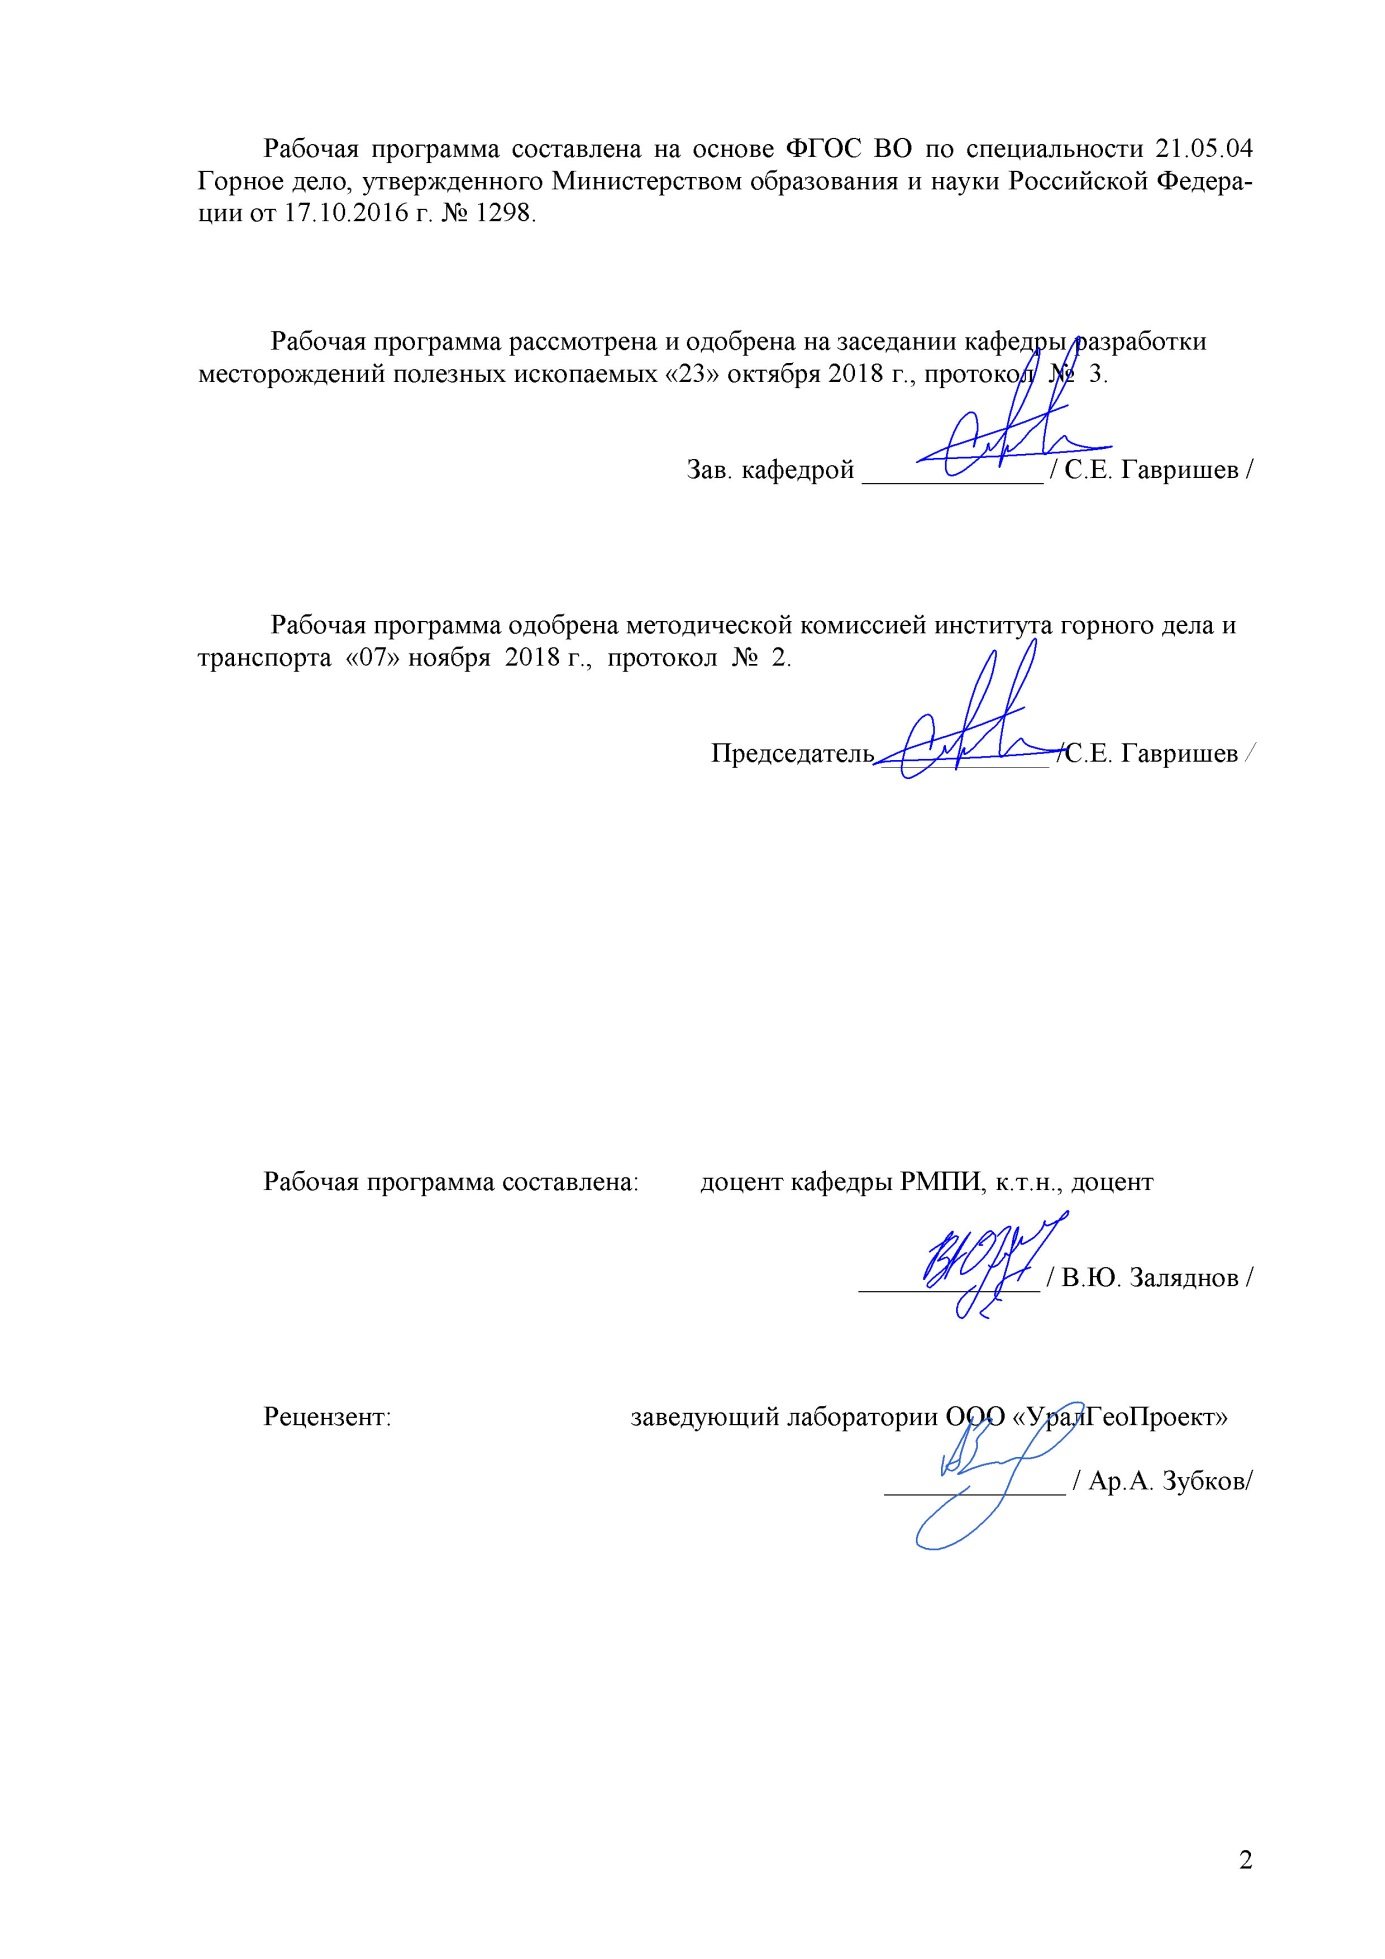 Рабочая программа составлена на основе ФГОС ВО по специальности 21.05.04
Горное дело, утвержденного Министерством образования и науки Российской Федера-
ции от 17.10.2016 г. № 1298.
Рабочая программа рассмотрена и одобрена на заседании кафедры разработки
месторождений полезных ископаемых «23» октября 2018 г., протокол № 3.
Зав. кафедрой _____________ / С.Е. Гавришев /
Рабочая программа одобрена методической комиссией института горного дела и
транспорта «07» ноября 2018 г., протокол № 2.
Председатель ____________ /С.Е. Гавришев /
Рабочая программа составлена: доцент кафедры РМПИ, к.т.н., доцент
_____________ / В.Ю. Заляднов /
Рецензент: заведующий лаборатории ООО «УралГеоПроект»
_____________ / Ар.А. Зубков/
2